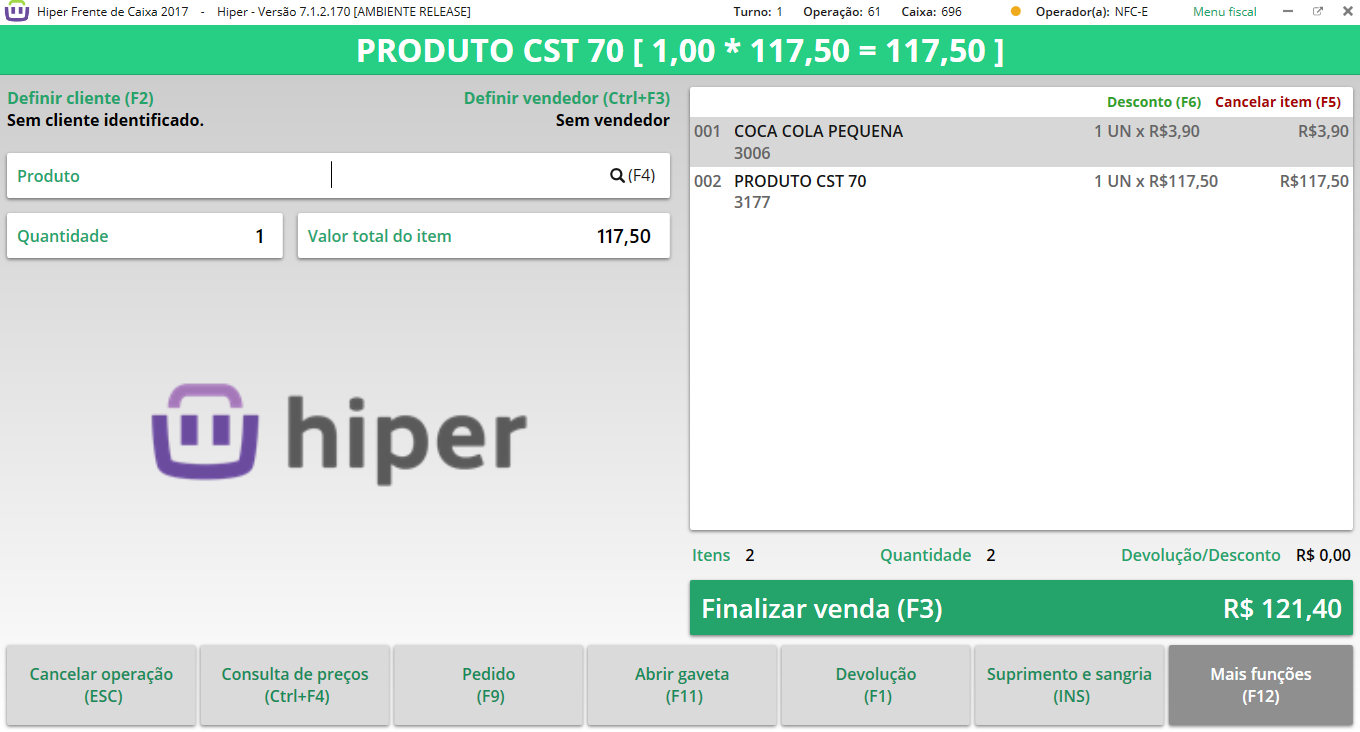 Hiper Frente de Caixa 2017 - Hiper - Versão 7.1.2.170 [AMBIENTE RELEASE] Turno: 1 Operação: 61 Caixa: 696 Operador(a): NFC-E Menu fiscal
PRODUTO CST 70 [ 1,00 * 117,50 = 117,50 ]
Definir cliente (F2) Definir vendedor (Ctrl+F3)
Sem cliente identificado. Sem vendedor
Produto (F4)
Quantidade 1 Valor total do item 117,50
hiper
Desconto (F6) Cancelar item (F5)
001 COCA COLA PEQUENA 1 UN x R$3,90 R$3,90
3006
002 PRODUTO CST 70 1 UN x R$117,50 R$117,50
3177
Itens 2 Quantidade 2 Devolução/Desconto R$ 0,00
Finalizar venda (F3) R$ 121,40
Cancelar operação
(ESC)
Consulta de preços
(Ctrl+F4)
Pedido
(F9)
Abrir gaveta
(F11)
Devolução
(F1)
Suprimento e sangria
(INS)
Mais funções
(F12)